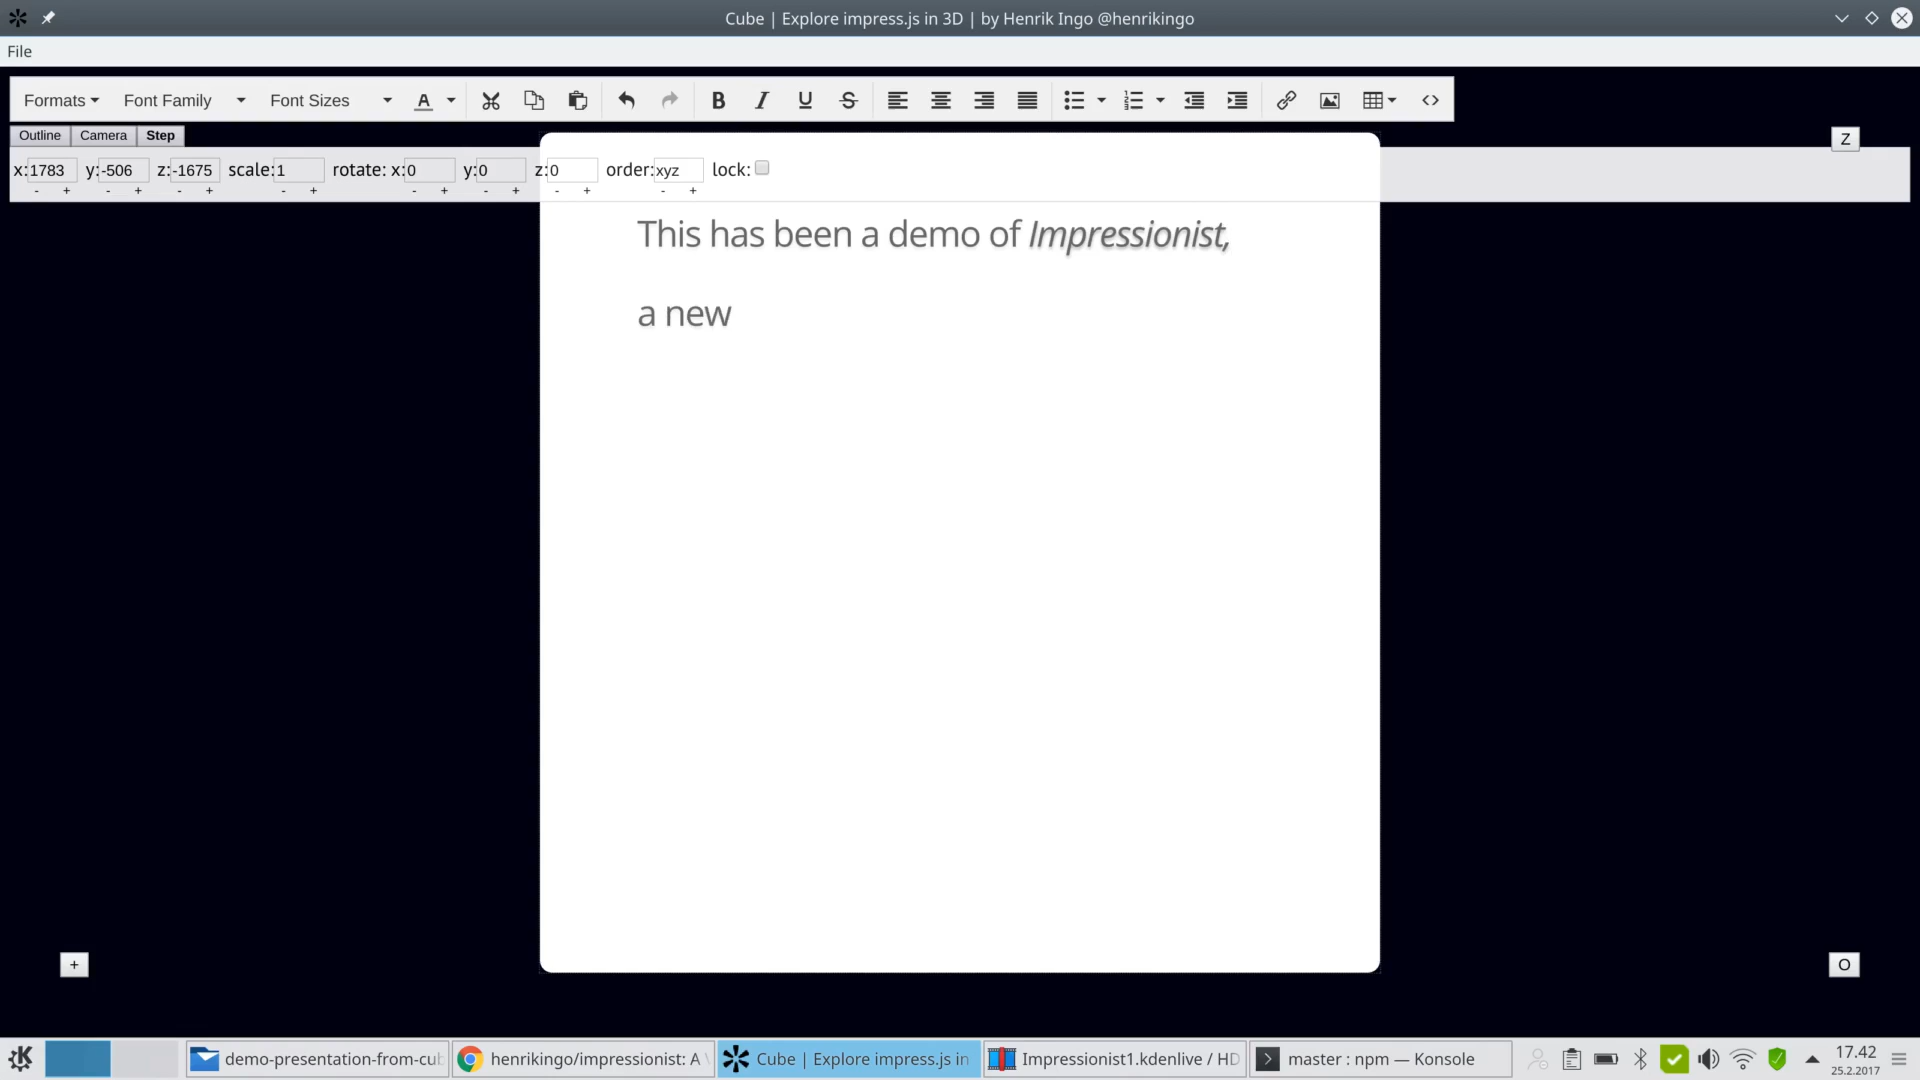 Cube | Explore impress.js in 3D | by Henrik Ingo @henrikingo
File
Formats Font Family Font Sizes A B I U S <>
Outline Camera Step
Z
x:1783 y:-506 z:-1675 scale:1 rotate: x:0 y:0 z:0 order:xyz lock:
- + - + - + - + - + - + - + - +
This has been a demo of Impressionist,
a new
+
O
demo-presentation-from-cub
henrikingo/impressionist: A
Cube | Explore impress.js in
Impressionist1.kdenlive / HD
master : npm — Konsole
17.42
25.2.2017